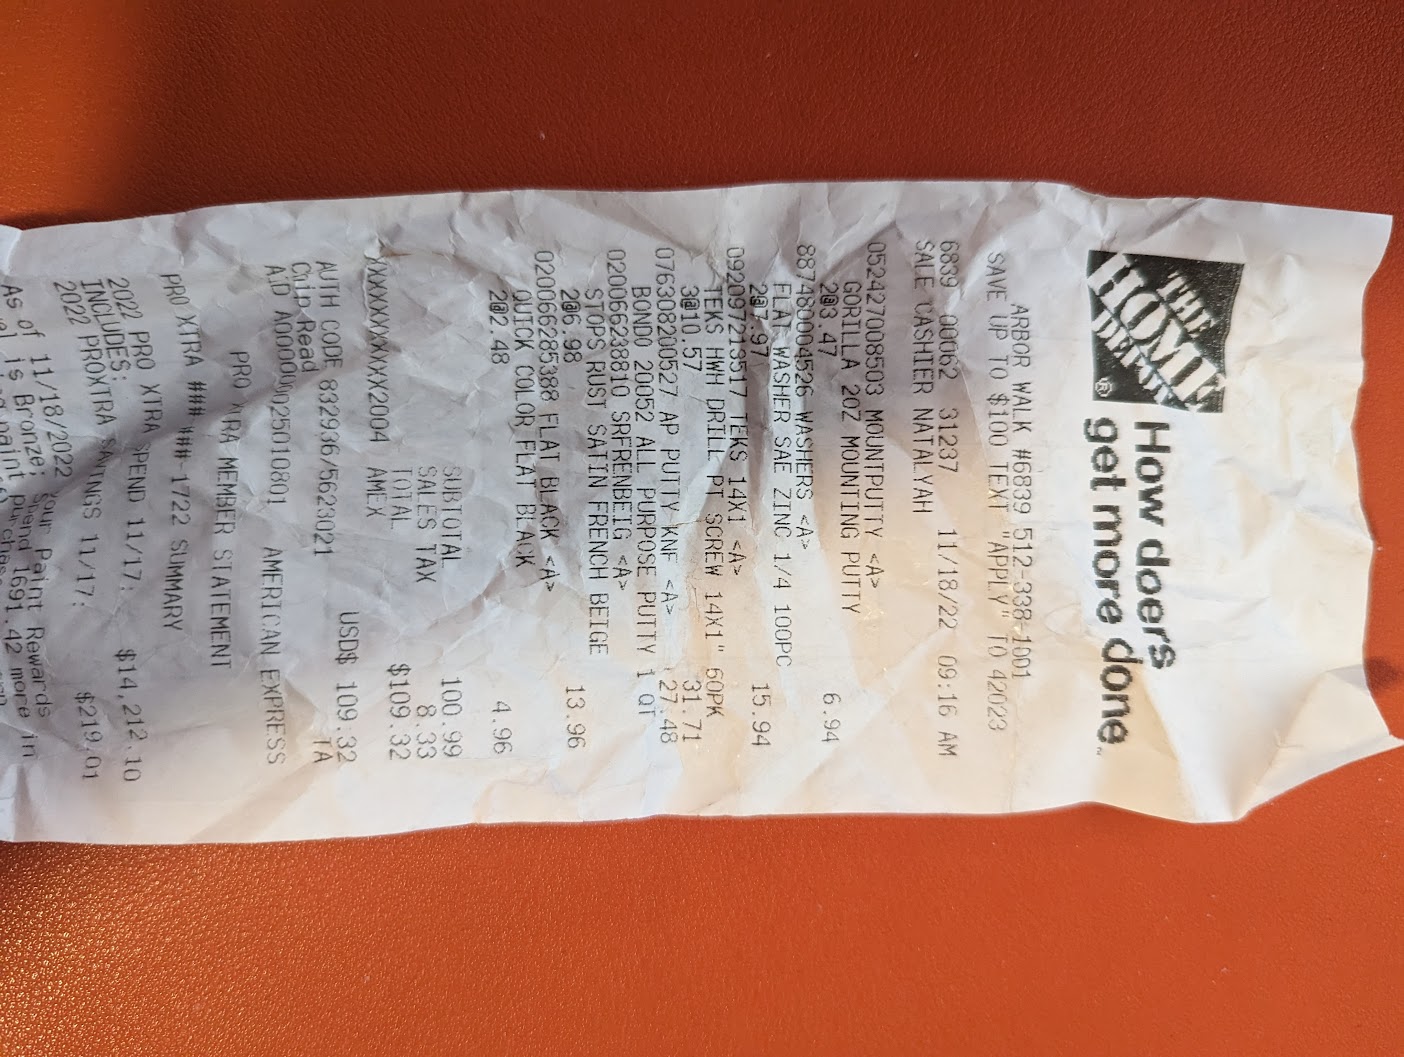 THE
HOME
DEPOT
®
How doers
get more done™
ARBOR WALK #6839 512-338-1001
SAVE UP TO $100 TEXT "APPLY" TO 42023
6839 00062 31237 11/18/22 09:16 AM
SALE CASHIER NATALYAH
052427008503 MOUNTPUTTY <A>
GORILLA 2OZ MOUNTING PUTTY
2@3.47 6.94
887480004526 WASHERS <A>
FLAT WASHER SAE ZINC 1/4 100PC
2@7.97 15.94
092097213517 TEKS 14X1 <A>
TEKS HWH DRILL PT SCREW 14X1" 60PK
3@10.57 31.71
076308200527 AP PUTTY KNF <A> 27.48
BONDO 20052 ALL PURPOSE PUTTY 1 QT
020066238810 SRFRENBEIG <A>
STOPS RUST SATIN FRENCH BEIGE
2@6.98 13.96
020066285388 FLAT BLACK <A>
QUICK COLOR FLAT BLACK
2@2.48 4.96
SUBTOTAL 100.99
SALES TAX 8.33
TOTAL $109.32
XXXXXXXXXXX2004 AMEX
USD$ 109.32
AUTH CODE 832936/5623021 TA
Chip Read
AID A000000025010801 AMERICAN EXPRESS
PRO XTRA MEMBER STATEMENT
PRO XTRA ###-###-1722 SUMMARY
2022 PRO XTRA SPEND 11/17: $14,212.10
INCLUDES:
2022 PROXTRA SAVINGS 11/17: $219.01
As of 11/18/2022 your Paint Rewards
level is Bronze; spend 1691.42 more in